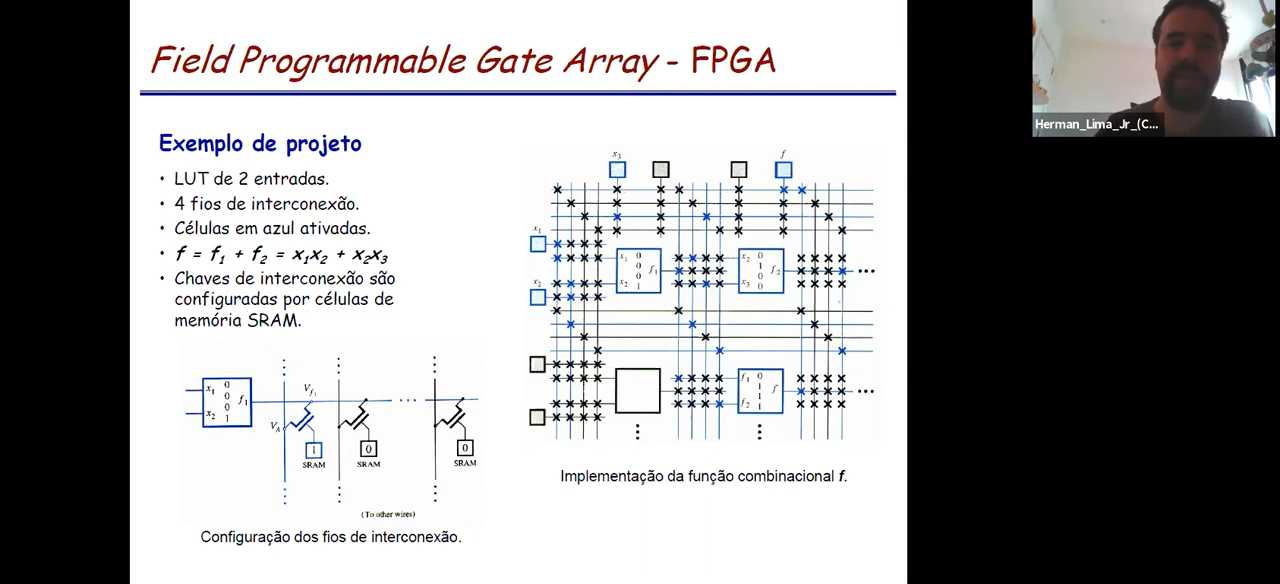 Field Programmable Gate Array - FPGA
Herman_Lima_Jr_(C...
Exemplo de projeto
• LUT de 2 entradas.
• 4 fios de interconexão.
• Células em azul ativadas.
• f = f1 + f2 = x1x2 + x2x3
• Chaves de interconexão são
configuradas por células de
memória SRAM.
x1 0 0 0 1 x2 f1
Vf1
VA
1
SRAM
0
SRAM
0
SRAM
...
(To other wires)
Configuração dos fios de interconexão.
x3
f
x1
x2
x1 0 0 0 1 x2 f1
x2 0 1 0 0 x3 f2
f1 0 1 1 1 f2 f
Implementação da função combinacional f.